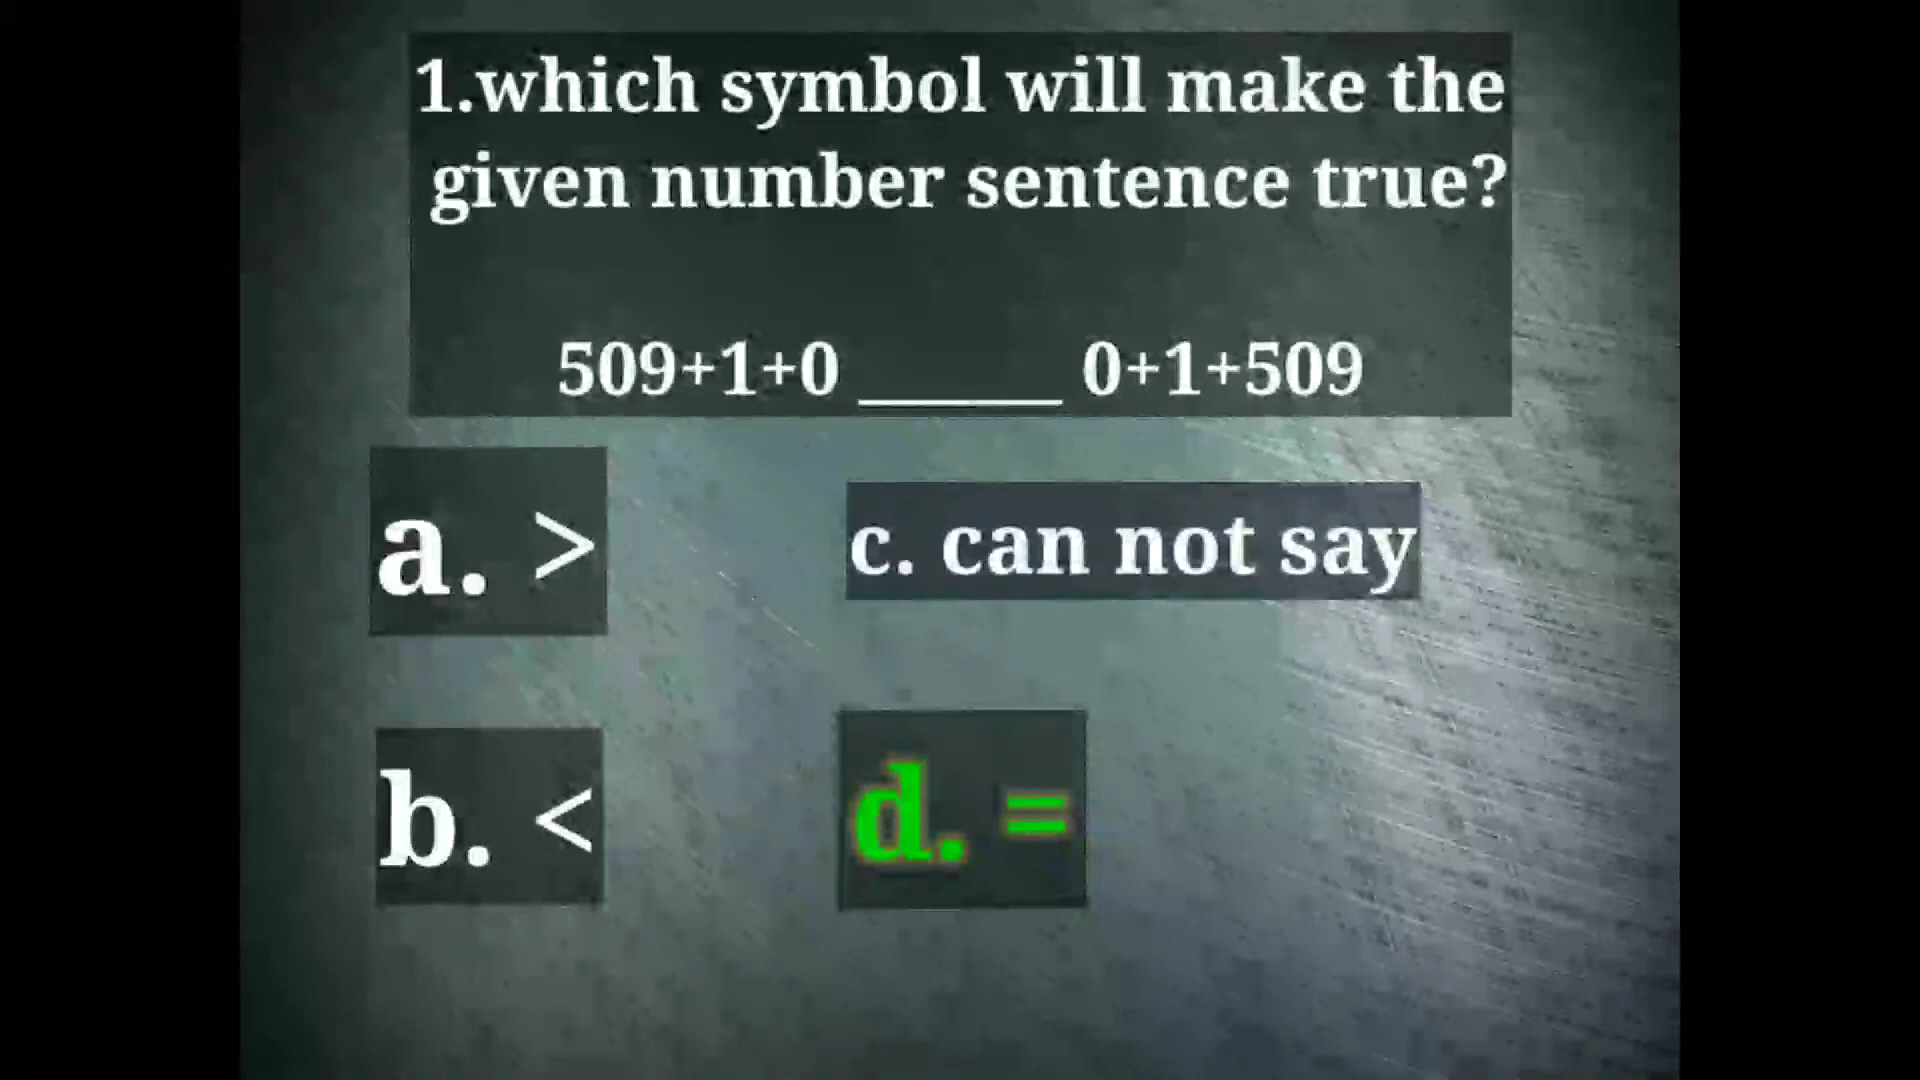 1.which symbol will make the
given number sentence true?
509+1+0 ______ 0+1+509
a. >
c. can not say
b. <
d. =